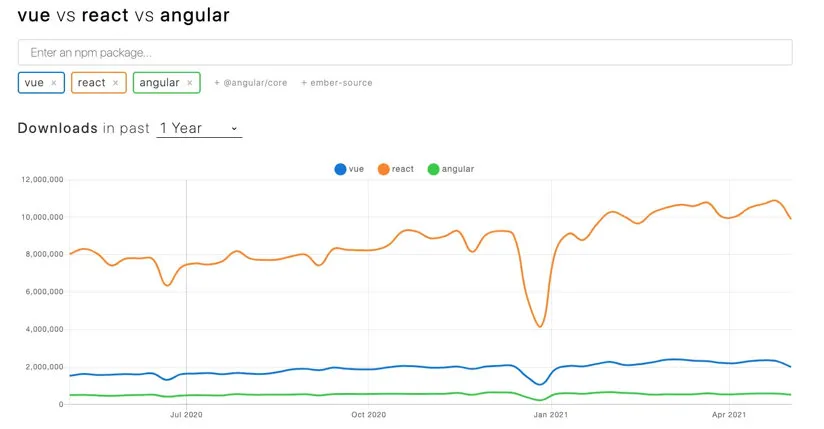 vue vs react vs angular
Enter an npm package...
vue × react × angular × + @angular/core + ember-source
Downloads in past 1 Year
vue react angular
12,000,000
10,000,000
8,000,000
6,000,000
4,000,000
2,000,000
0
Jul 2020 Oct 2020 Jan 2021 Apr 2021